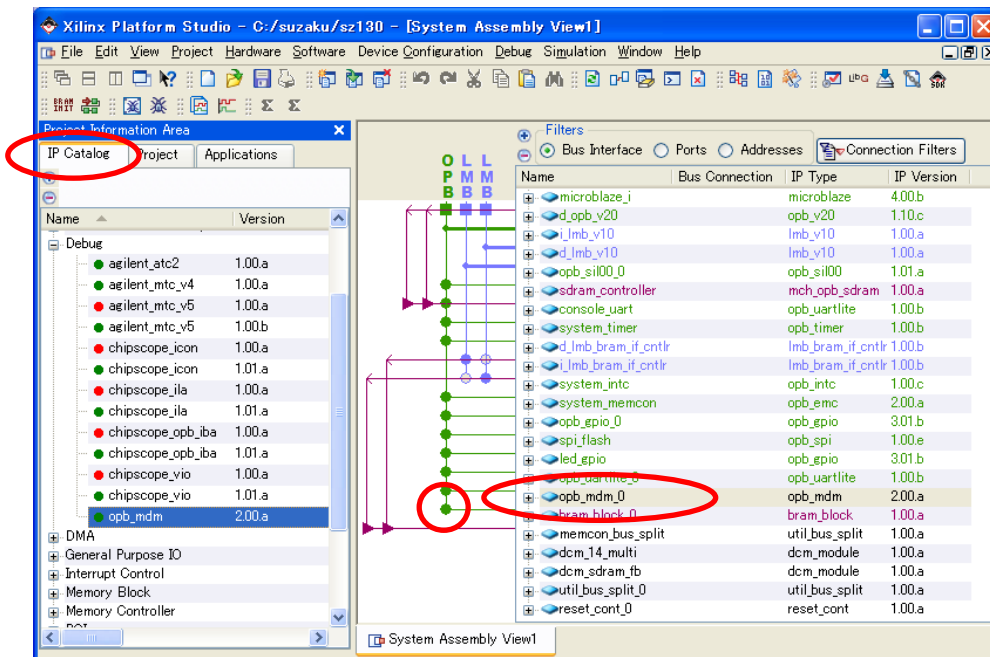 Xilinx Platform Studio - C:/suzaku/sz130 - [System Assembly View1]
File Edit View Project Hardware Software Device Configuration Debug Simulation Window Help
Project Information Area
IP Catalog Project Applications
Name Version
Debug
agilent_atc2 1.00.a
agilent_mtc_v4 1.00.a
agilent_mtc_v5 1.00.a
agilent_mtc_v5 1.00.b
chipscope_icon 1.00.a
chipscope_icon 1.01.a
chipscope_ila 1.00.a
chipscope_ila 1.01.a
chipscope_opb_iba 1.00.a
chipscope_opb_iba 1.01.a
chipscope_vio 1.00.a
chipscope_vio 1.01.a
opb_mdm 2.00.a
DMA
General Purpose IO
Interrupt Control
Memory Block
Memory Controller
OPB LMB LMB
Filters
Bus Interface Ports Addresses Connection Filters
Name Bus Connection IP Type IP Version
microblaze_i microblaze 4.00.b
d_opb_v20 opb_v20 1.10.c
i_lmb_v10 lmb_v10 1.00.a
d_lmb_v10 lmb_v10 1.00.a
opb_sil00_0 opb_sil00 1.01.a
sdram_controller mch_opb_sdram 1.00.a
console_uart opb_uartlite 1.00.b
system_timer opb_timer 1.00.b
d_lmb_bram_if_cntlr lmb_bram_if_cntlr 1.00.b
i_lmb_bram_if_cntlr lmb_bram_if_cntlr 1.00.b
system_intc opb_intc 1.00.c
system_memcon opb_emc 2.00.a
opb_gpio_0 opb_gpio 3.01.b
spi_flash opb_spi 1.00.e
led_gpio opb_gpio 3.01.b
opb_uartlite_0 opb_uartlite 1.00.b
opb_mdm_0 opb_mdm 2.00.a
bram_block_0 bram_block 1.00.a
memcon_bus_split util_bus_split 1.00.a
dcm_14_multi dcm_module 1.00.a
dcm_sdram_fb dcm_module 1.00.a
util_bus_split_0 util_bus_split 1.00.a
reset_cont_0 reset_cont 1.00.a
System Assembly View1